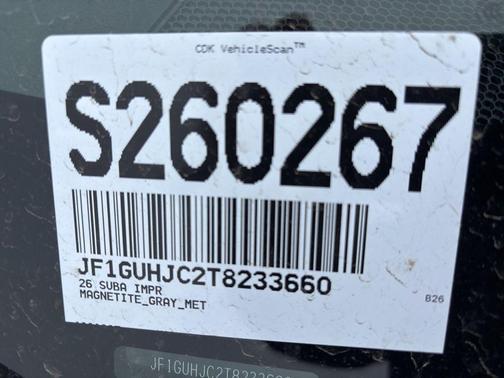 CDK VehicleScan™
S260267
JF1GUHJC2T8233660
26 SUBA IMPR
MAGNETITE_GRAY_MET
B26